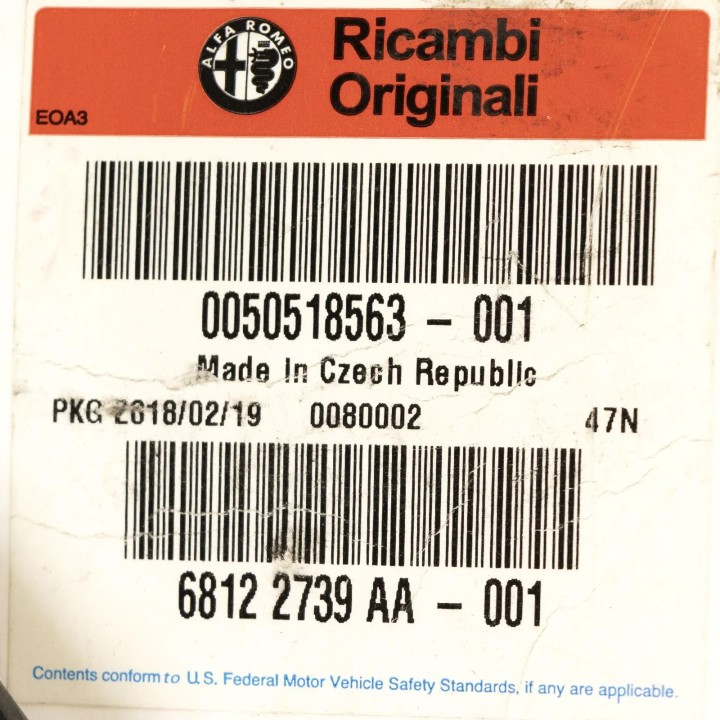 ALFA ROMEO
Ricambi
Originali
EOA3
0050518563 - 001
Made In Czech Republic
PKG 2018/02/19 0080002 47N
6812 2739 AA - 001
Contents conform to U.S. Federal Motor Vehicle Safety Standards, if any are applicable.